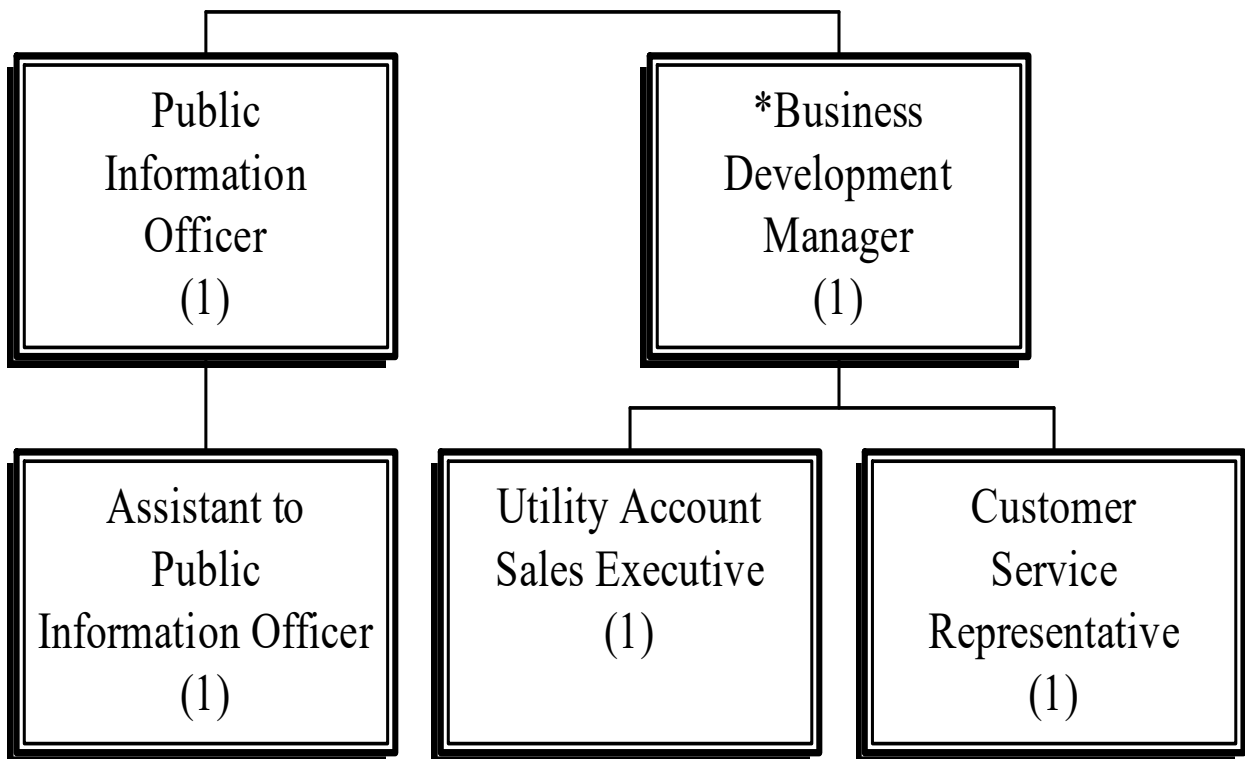 Public
Information
Officer
(1)
*Business
Development
Manager
(1)
Assistant to
Public
Information Officer
(1)
Utility Account
Sales Executive
(1)
Customer
Service
Representative
(1)